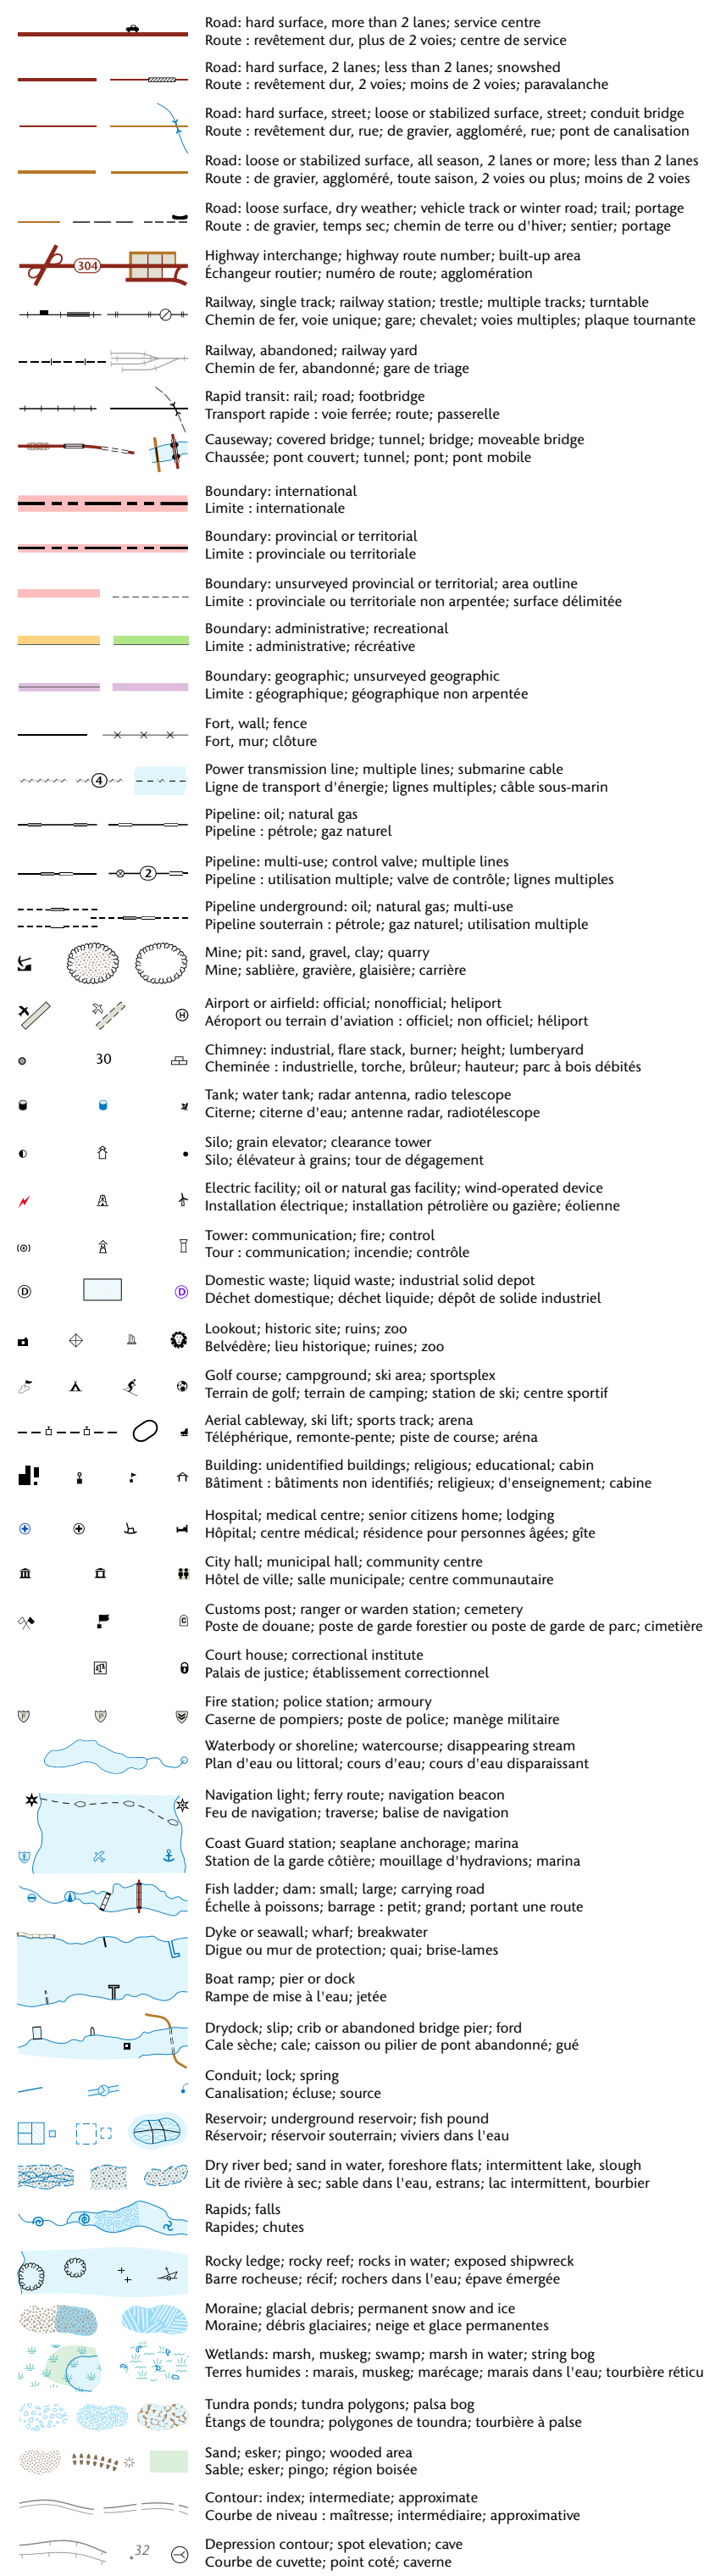 Road: hard surface, more than 2 lanes; service centre
Route : revêtement dur, plus de 2 voies; centre de service
Road: hard surface, 2 lanes; less than 2 lanes; snowshed
Route : revêtement dur, 2 voies; moins de 2 voies; paravalanche
Road: hard surface, street; loose or stabilized surface, street; conduit bridge
Route : revêtement dur, rue; de gravier, aggloméré, rue; pont de canalisation
Road: loose or stabilized surface, all season, 2 lanes or more; less than 2 lanes
Route : de gravier, aggloméré, toute saison, 2 voies ou plus; moins de 2 voies
Road: loose surface, dry weather; vehicle track or winter road; trail; portage
Route : de gravier, temps sec; chemin de terre ou d'hiver; sentier; portage
304
Highway interchange; highway route number; built-up area
Échangeur routier; numéro de route; agglomération
Railway, single track; railway station; trestle; multiple tracks; turntable
Chemin de fer, voie unique; gare; chevalet; voies multiples; plaque tournante
Railway, abandoned; railway yard
Chemin de fer, abandonné; gare de triage
Rapid transit: rail; road; footbridge
Transport rapide : voie ferrée; route; passerelle
Causeway; covered bridge; tunnel; bridge; moveable bridge
Chaussée; pont couvert; tunnel; pont; pont mobile
Boundary: international
Limite : internationale
Boundary: provincial or territorial
Limite : provinciale ou territoriale
Boundary: unsurveyed provincial or territorial; area outline
Limite : provinciale ou territoriale non arpentée; surface délimitée
Boundary: administrative; recreational
Limite : administrative; récréative
Boundary: geographic; unsurveyed geographic
Limite : géographique; géographique non arpentée
Fort, wall; fence
Fort, mur; clôture
4
Power transmission line; multiple lines; submarine cable
Ligne de transport d'énergie; lignes multiples; câble sous-marin
Pipeline: oil; natural gas
Pipeline : pétrole; gaz naturel
2
Pipeline: multi-use; control valve; multiple lines
Pipeline : utilisation multiple; valve de contrôle; lignes multiples
Pipeline underground: oil; natural gas; multi-use
Pipeline souterrain : pétrole; gaz naturel; utilisation multiple
Mine; pit: sand, gravel, clay; quarry
Mine; sablière, gravière, glaisière; carrière
H
Airport or airfield: official; nonofficial; heliport
Aéroport ou terrain d'aviation : officiel; non officiel; héliport
30
Chimney: industrial, flare stack, burner; height; lumberyard
Cheminée : industrielle, torche, brûleur; hauteur; parc à bois débités
Tank; water tank; radar antenna, radio telescope
Citerne; citerne d'eau; antenne radar, radiotélescope
Silo; grain elevator; clearance tower
Silo; élévateur à grains; tour de dégagement
Electric facility; oil or natural gas facility; wind-operated device
Installation électrique; installation pétrolière ou gazière; éolienne
Tower: communication; fire; control
Tour : communication; incendie; contrôle
D D
Domestic waste; liquid waste; industrial solid depot
Déchet domestique; déchet liquide; dépôt de solide industriel
Lookout; historic site; ruins; zoo
Belvédère; lieu historique; ruines; zoo
Golf course; campground; ski area; sportsplex
Terrain de golf; terrain de camping; station de ski; centre sportif
Aerial cableway, ski lift; sports track; arena
Téléphérique, remonte-pente; piste de course; aréna
Building: unidentified buildings; religious; educational; cabin
Bâtiment : bâtiments non identifiés; religieux; d'enseignement; cabine
Hospital; medical centre; senior citizens home; lodging
Hôpital; centre médical; résidence pour personnes âgées; gîte
City hall; municipal hall; community centre
Hôtel de ville; salle municipale; centre communautaire
C
Customs post; ranger or warden station; cemetery
Poste de douane; poste de garde forestier ou poste de garde de parc; cimetière
Court house; correctional institute
Palais de justice; établissement correctionnel
F P
Fire station; police station; armoury
Caserne de pompiers; poste de police; manège militaire
Waterbody or shoreline; watercourse; disappearing stream
Plan d'eau ou littoral; cours d'eau; cours d'eau disparaissant
Navigation light; ferry route; navigation beacon
Feu de navigation; traverse; balise de navigation
Coast Guard station; seaplane anchorage; marina
Station de la garde côtière; mouillage d'hydravions; marina
Fish ladder; dam: small; large; carrying road
Échelle à poissons; barrage : petit; grand; portant une route
Dyke or seawall; wharf; breakwater
Digue ou mur de protection; quai; brise-lames
Boat ramp; pier or dock
Rampe de mise à l'eau; jetée
Drydock; slip; crib or abandoned bridge pier; ford
Cale sèche; cale; caisson ou pilier de pont abandonné; gué
Conduit; lock; spring
Canalisation; écluse; source
Reservoir; underground reservoir; fish pound
Réservoir; réservoir souterrain; viviers dans l'eau
Dry river bed; sand in water, foreshore flats; intermittent lake, slough
Lit de rivière à sec; sable dans l'eau, estrans; lac intermittent, bourbier
Rapids; falls
Rapides; chutes
Rocky ledge; rocky reef; rocks in water; exposed shipwreck
Barre rocheuse; récif; rochers dans l'eau; épave émergée
Moraine; glacial debris; permanent snow and ice
Moraine; débris glaciaires; neige et glace permanentes
Wetlands: marsh, muskeg; swamp; marsh in water; string bog
Terres humides : marais, muskeg; marécage; marais dans l'eau; tourbière réticu
Tundra ponds; tundra polygons; palsa bog
Étangs de toundra; polygones de toundra; tourbière à palse
Sand; esker; pingo; wooded area
Sable; esker; pingo; région boisée
Contour: index; intermediate; approximate
Courbe de niveau : maîtresse; intermédiaire; approximative
.32
Depression contour; spot elevation; cave
Courbe de cuvette; point coté; caverne